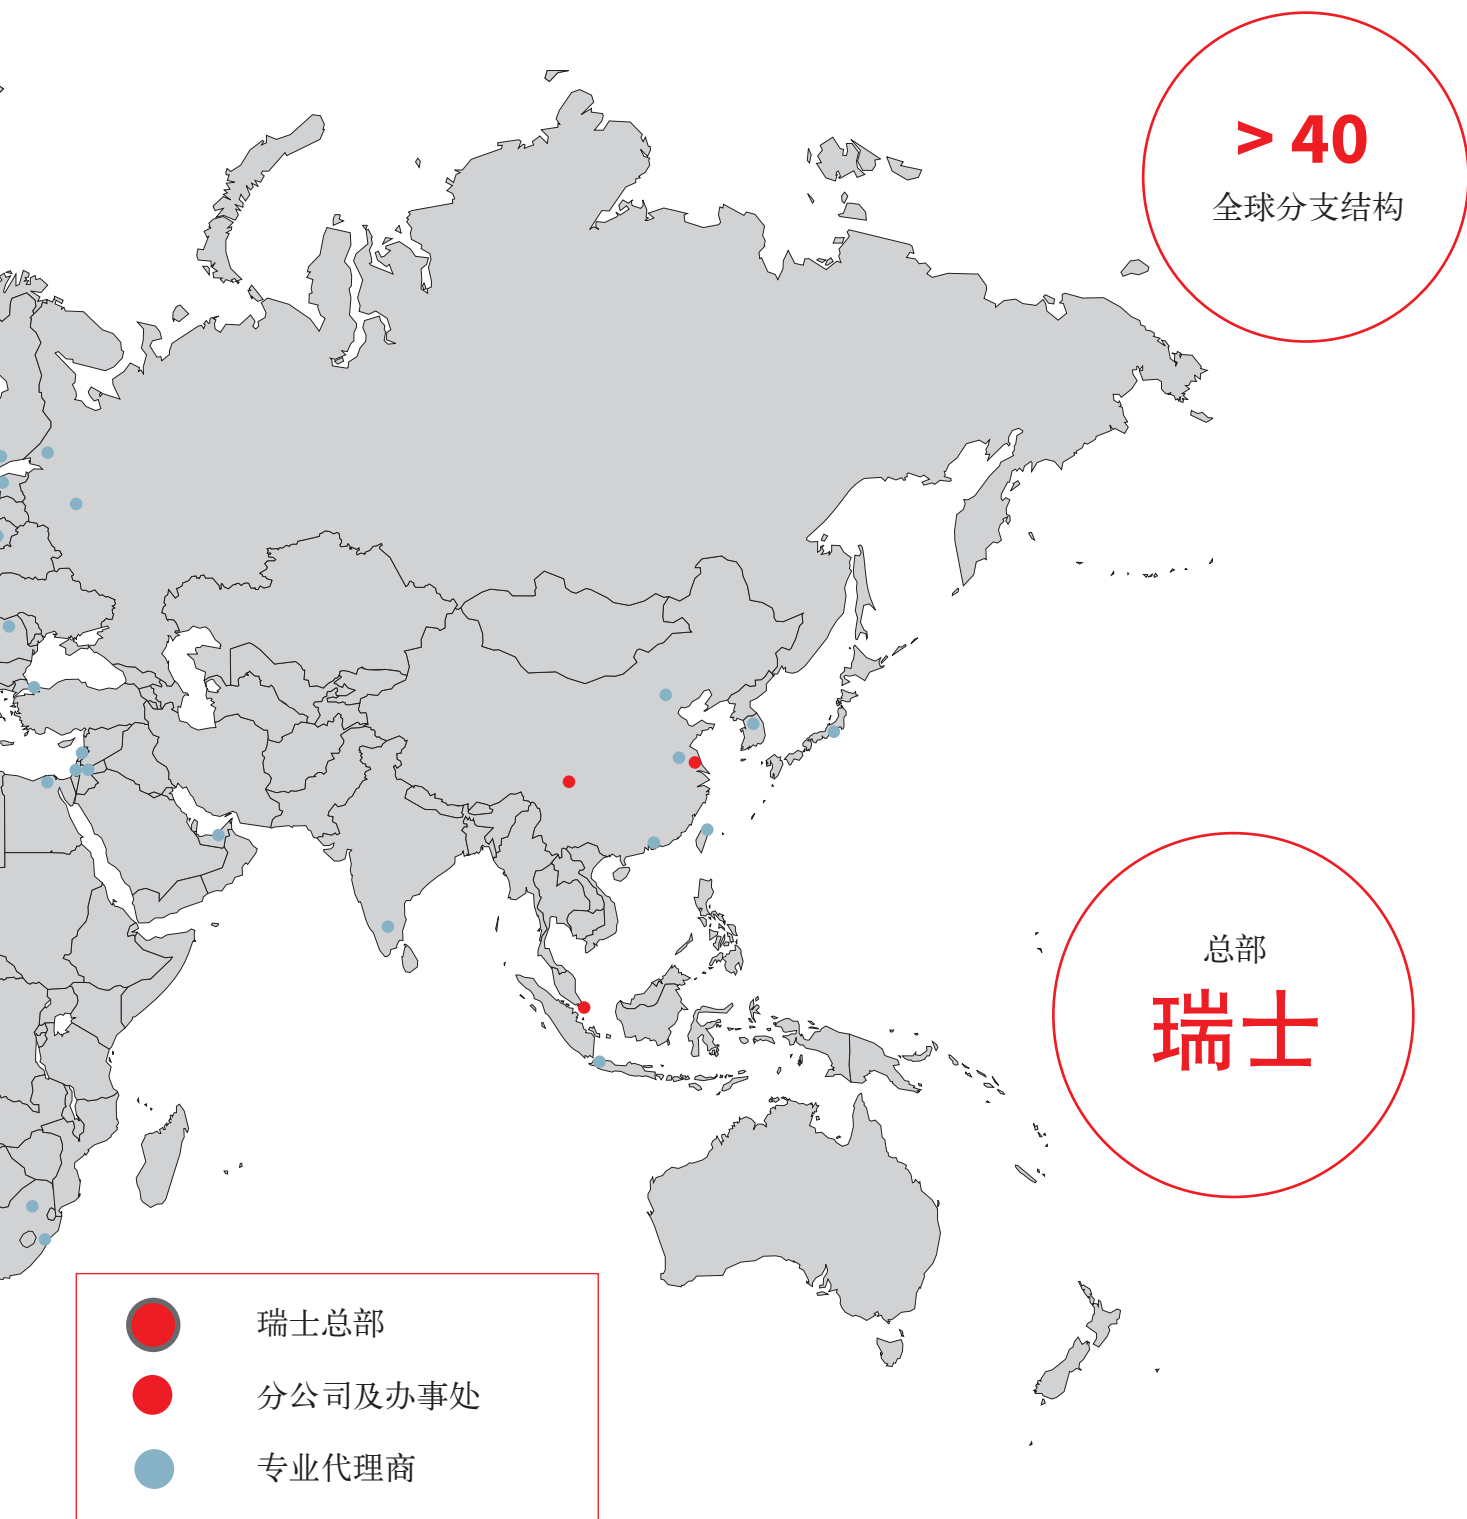 > 40
全球分支结构
总部
瑞士
瑞士总部
分公司及办事处
专业代理商